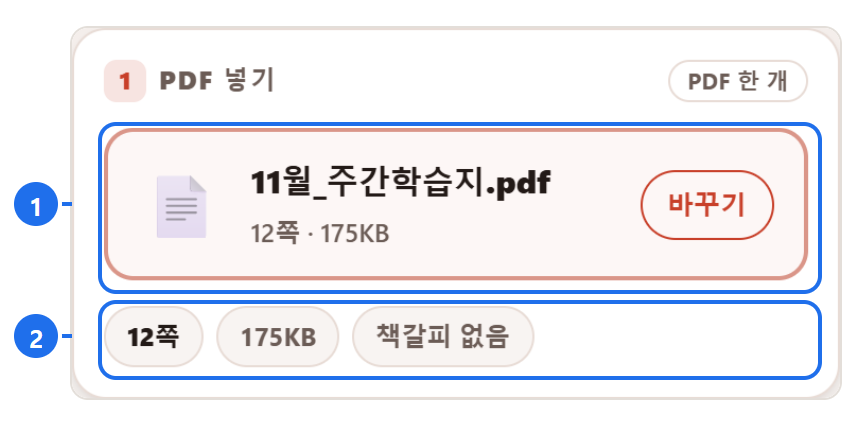 1 PDF 넣기 PDF 한 개
1
11월_주간학습지.pdf
12쪽 · 175KB
바꾸기
2
12쪽 175KB 책갈피 없음